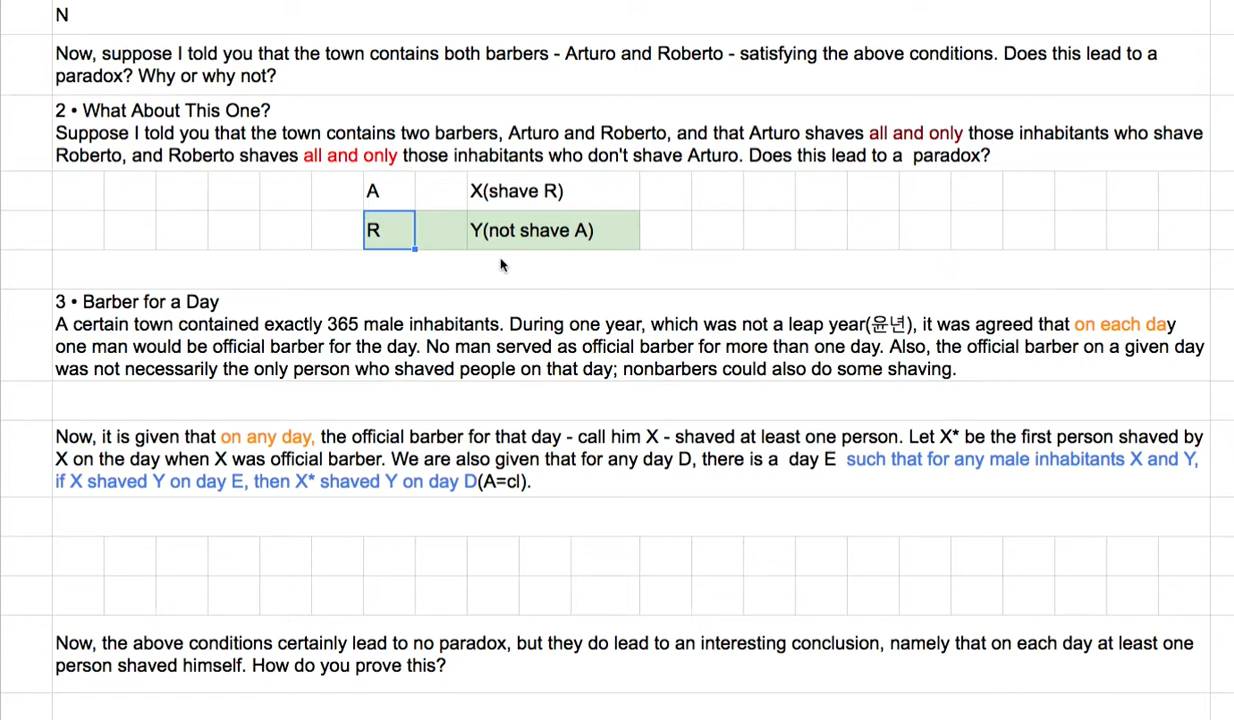 N
Now, suppose I told you that the town contains both barbers - Arturo and Roberto - satisfying the above conditions. Does this lead to a
paradox? Why or why not?
2 • What About This One?
Suppose I told you that the town contains two barbers, Arturo and Roberto, and that Arturo shaves all and only those inhabitants who shave
Roberto, and Roberto shaves all and only those inhabitants who don't shave Arturo. Does this lead to a paradox?
A X(shave R)
R Y(not shave A)
3 • Barber for a Day
A certain town contained exactly 365 male inhabitants. During one year, which was not a leap year(윤년), it was agreed that on each day
one man would be official barber for the day. No man served as official barber for more than one day. Also, the official barber on a given day
was not necessarily the only person who shaved people on that day; nonbarbers could also do some shaving.
Now, it is given that on any day, the official barber for that day - call him X - shaved at least one person. Let X* be the first person shaved by
X on the day when X was official barber. We are also given that for any day D, there is a day E such that for any male inhabitants X and Y,
if X shaved Y on day E, then X* shaved Y on day D(A=cl).
Now, the above conditions certainly lead to no paradox, but they do lead to an interesting conclusion, namely that on each day at least one
person shaved himself. How do you prove this?